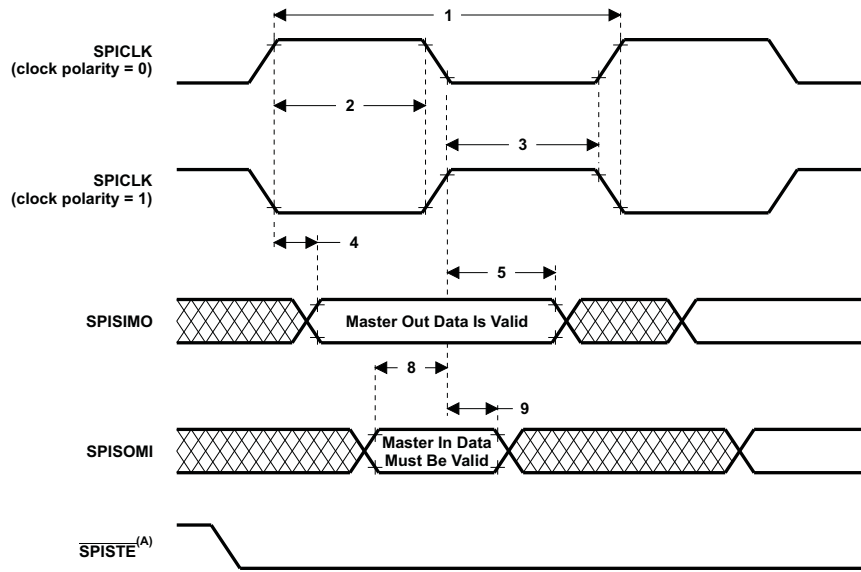 1
SPICLK
(clock polarity = 0)
2
3
SPICLK
(clock polarity = 1)
4
5
SPISIMO
Master Out Data Is Valid
8
9
SPISOMI
Master In Data
Must Be Valid
SPISTE(A)